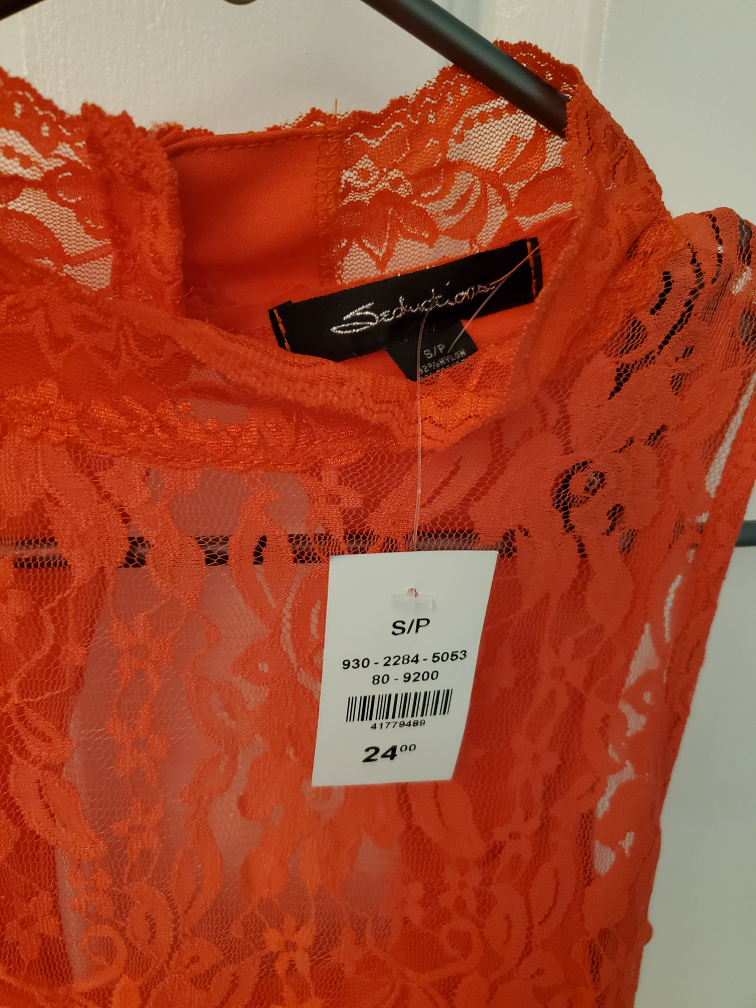 Seductions
S/P
S/P
930 - 2284 - 5053
80 - 9200
41779489
24⁰⁰